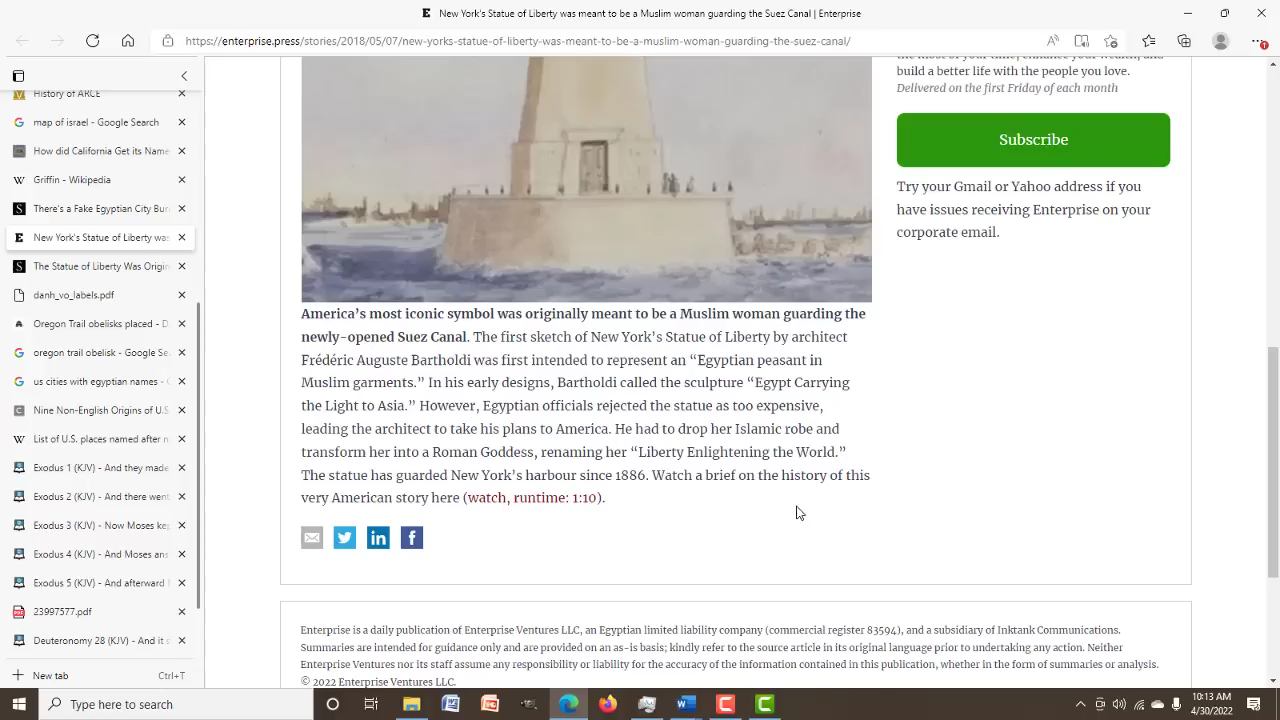 New York's Statue of Liberty was meant to be a Muslim woman guarding the Suez Canal | Enterprise
https://enterprise.press/stories/2018/05/07/new-yorks-statue-of-liberty-was-meant-to-be-a-muslim-woman-guarding-the-suez-canal/
History of ARCE
map of israel - Google Search
How did California Get its Name
Griffin - Wikipedia
There's a Fake Egyptian City Bur
New York's Statue of Liberty was
The Statue of Liberty Was Origin
danh_vo_labels.pdf
Oregon Trail obelisks placed - D
oregon trail obelisk - Google Se
us cities with egyptian names - G
Nine Non-English Origins of U.S.
List of U.S. places named after n
Exodus 1 (KJV) - And they made
Exodus 2 (KJV) - And there went
Exodus 3 (KJV) - Now Moses kep
Exodus 4 (KJV) - And Moses ans
Exodus 5 (KJV) - And afterward
23997577.pdf
Deuteronomy 28 (KJV) - And it s
New tab Ctrl+T
America's most iconic symbol was originally meant to be a Muslim woman guarding the
newly-opened Suez Canal. The first sketch of New York's Statue of Liberty by architect
Frédéric Auguste Bartholdi was first intended to represent an "Egyptian peasant in
Muslim garments." In his early designs, Bartholdi called the sculpture "Egypt Carrying
the Light to Asia." However, Egyptian officials rejected the statue as too expensive,
leading the architect to take his plans to America. He had to drop her Islamic robe and
transform her into a Roman Goddess, renaming her "Liberty Enlightening the World."
The statue has guarded New York's harbour since 1886. Watch a brief on the history of this
very American story here (watch, runtime: 1:10).
build a better life with the people you love.
Delivered on the first Friday of each month
Subscribe
Try your Gmail or Yahoo address if you
have issues receiving Enterprise on your
corporate email.
Enterprise is a daily publication of Enterprise Ventures LLC, an Egyptian limited liability company (commercial register 83594), and a subsidiary of Inktank Communications.
Summaries are intended for guidance only and are provided on an as-is basis; kindly refer to the source article in its original language prior to undertaking any action. Neither
Enterprise Ventures nor its staff assume any responsibility or liability for the accuracy of the information contained in this publication, whether in the form of summaries or analysis.
© 2022 Enterprise Ventures LLC.
Type here to search
10:13 AM
4/30/2022